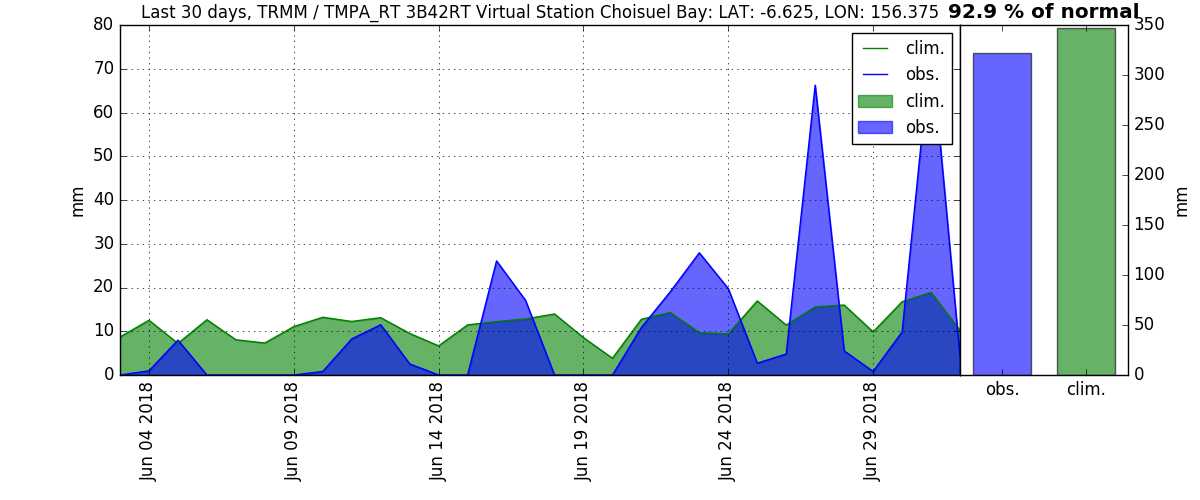 Last 30 days, TRMM / TMPA_RT 3B42RT Virtual Station Choisuel Bay: LAT: -6.625, LON: 156.375
92.9 % of normal
clim.
obs.
clim.
obs.
80
70
60
50
40
30
20
10
0
mm
Jun 04 2018
Jun 09 2018
Jun 14 2018
Jun 19 2018
Jun 24 2018
Jun 29 2018
obs.
clim.
350
300
250
200
150
100
50
0
mm